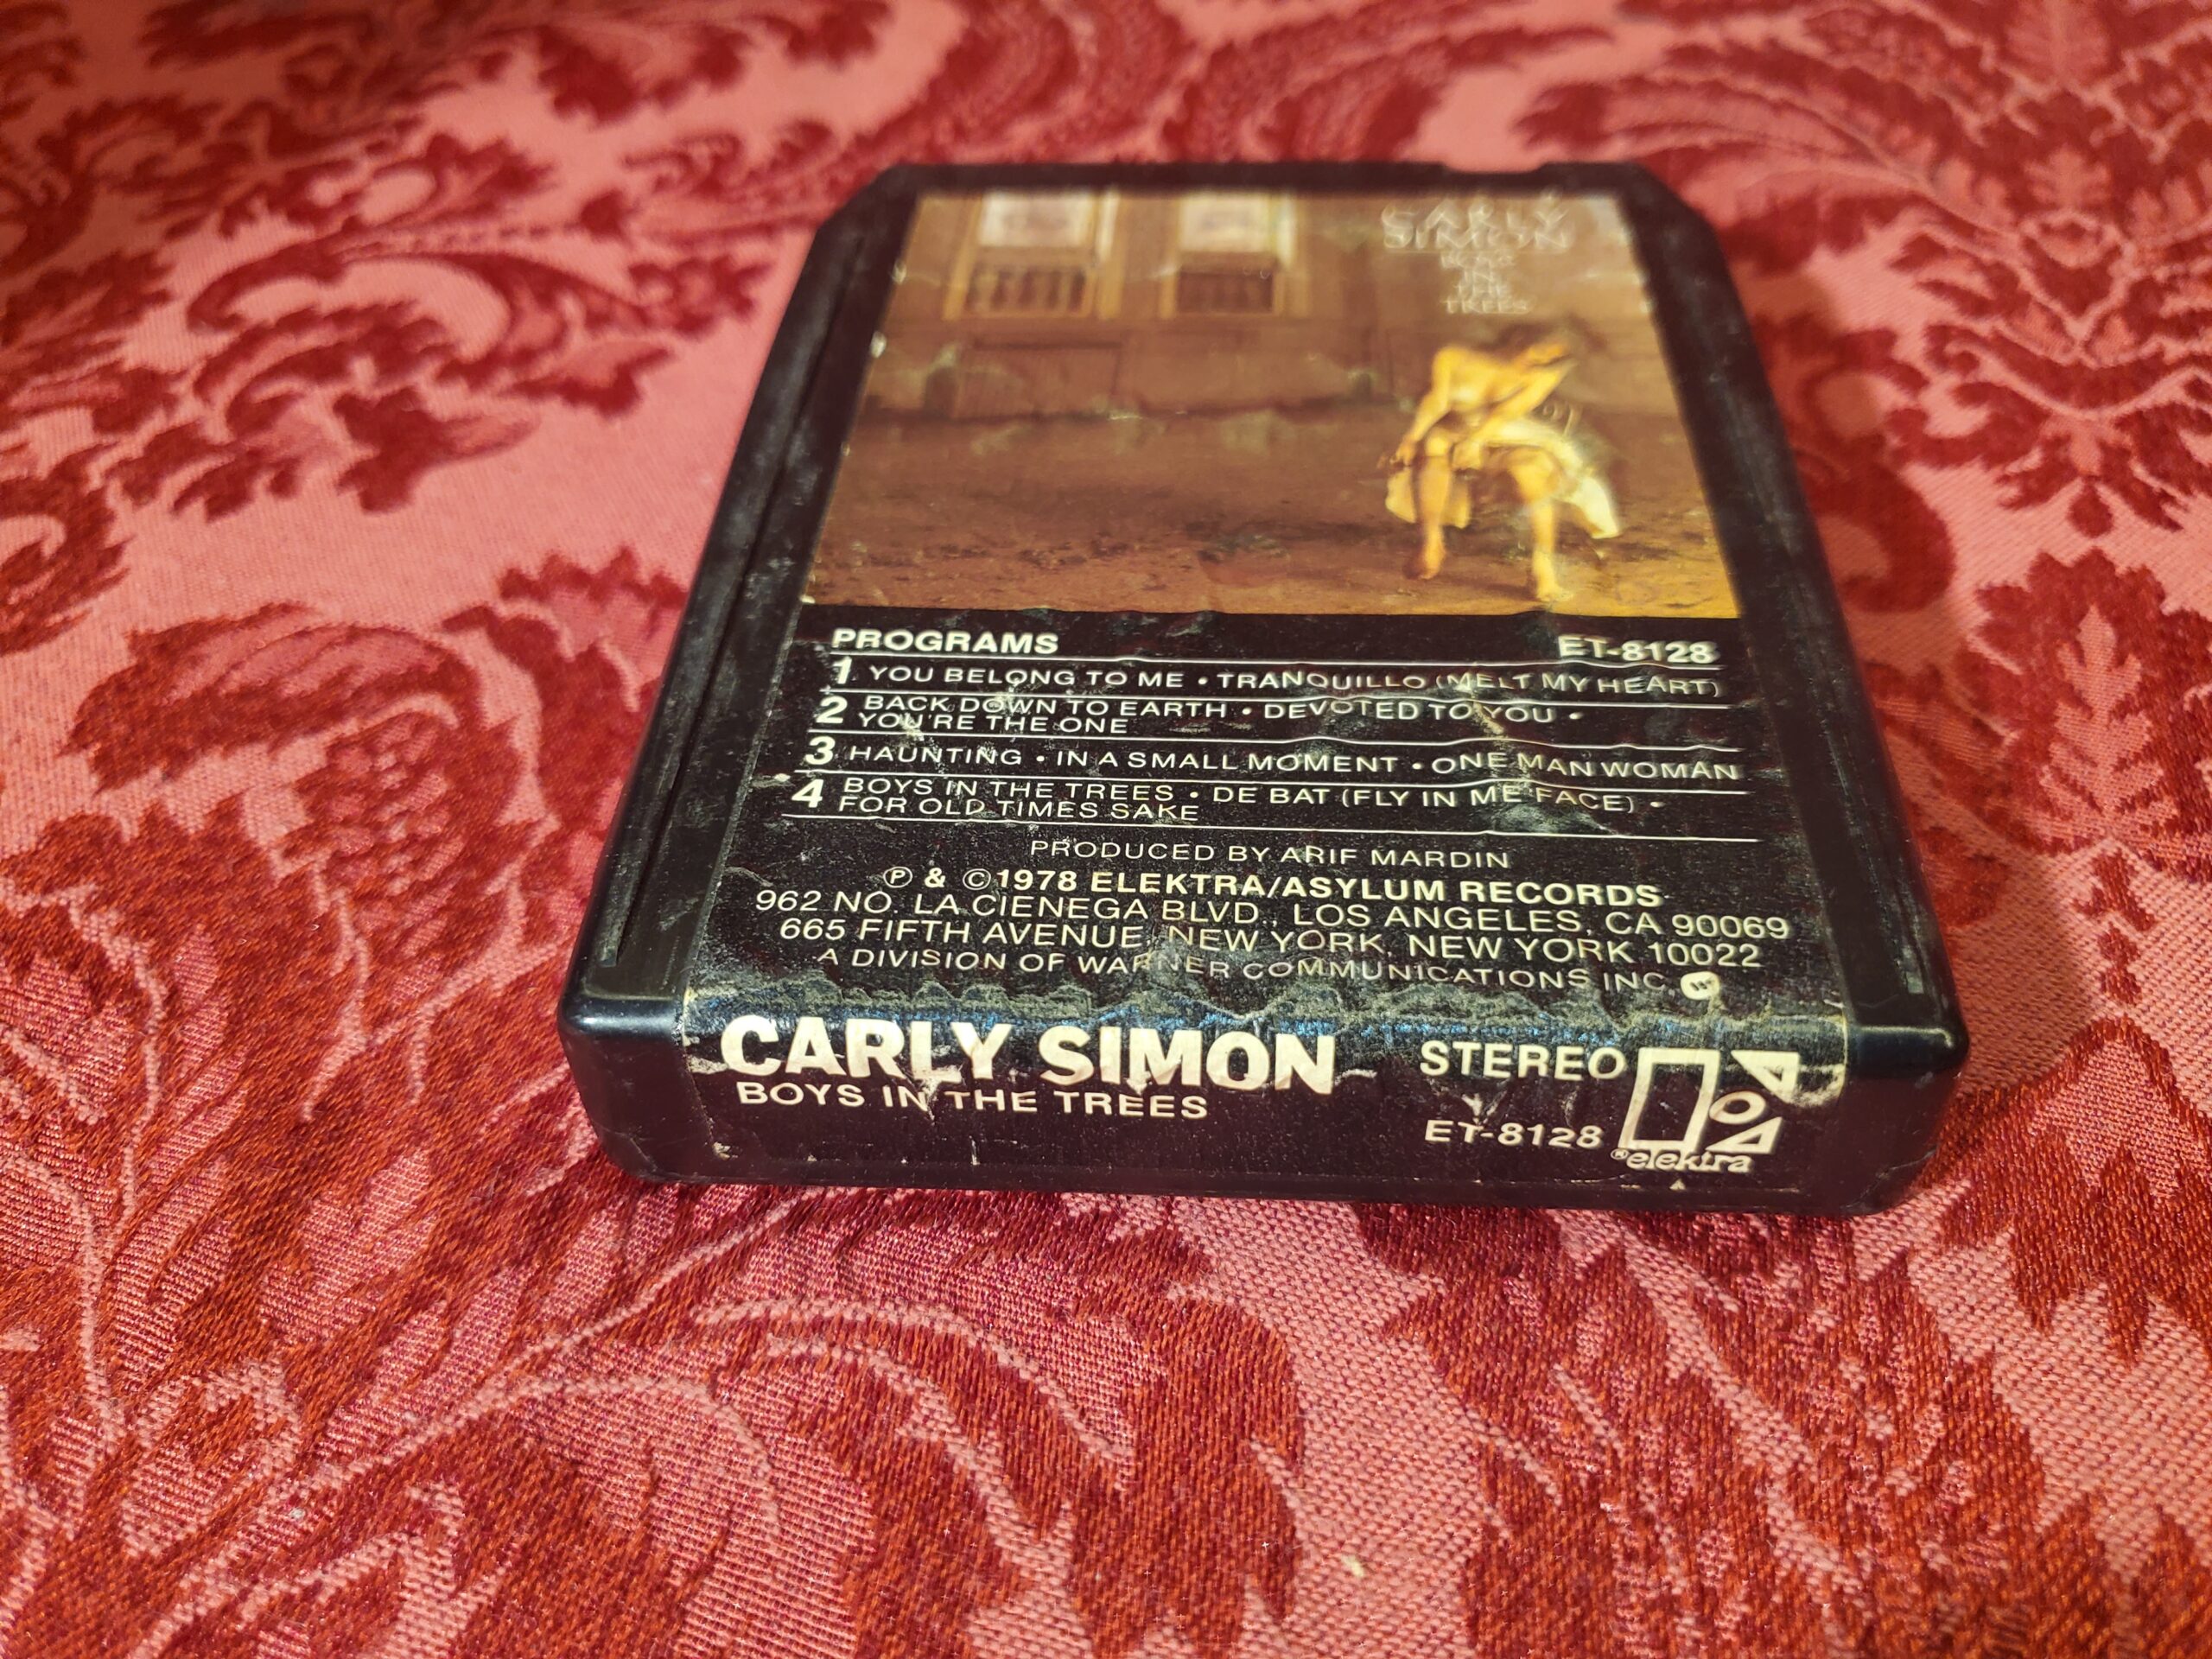 CARLY
SIMON
BOYS
IN
THE
TREES
PROGRAMS ET-8128
1 YOU BELONG TO ME • TRANQUILLO (MELT MY HEART)
2 BACK DOWN TO EARTH • DEVOTED TO YOU •
YOU'RE THE ONE
3 HAUNTING • IN A SMALL MOMENT • ONE MAN WOMAN
4 BOYS IN THE TREES • DE BAT (FLY IN ME FACE) •
FOR OLD TIMES SAKE
PRODUCED BY ARIF MARDIN
℗ & ©1978 ELEKTRA/ASYLUM RECORDS
962 NO. LA CIENEGA BLVD., LOS ANGELES, CA 90069
665 FIFTH AVENUE, NEW YORK, NEW YORK 10022
A DIVISION OF WARNER COMMUNICATIONS INC.
CARLY SIMON STEREO
BOYS IN THE TREES
ET-8128
®elektra